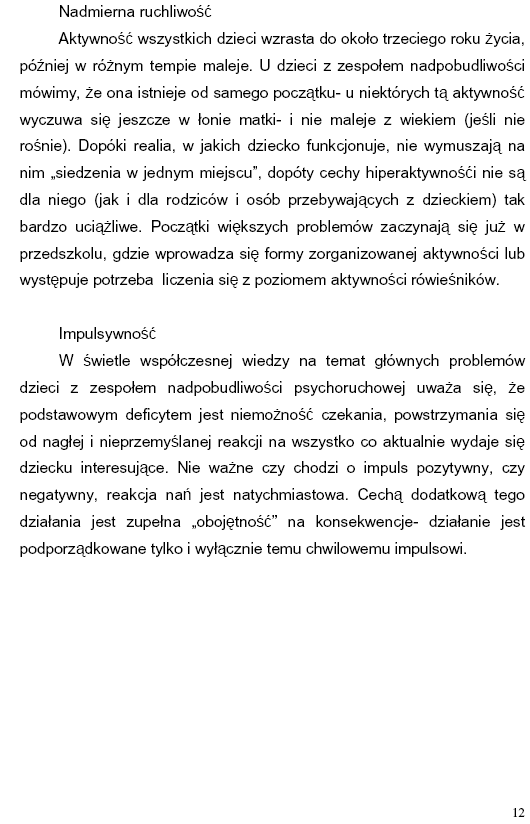 Nadmierna ruchliwość
Aktywność wszystkich dzieci wzrasta do około trzeciego roku życia,
później w różnym tempie maleje. U dzieci z zespołem nadpobudliwości
mówimy, że ona istnieje od samego początku- u niektórych tą aktywność
wyczuwa się jeszcze w łonie matki- i nie maleje z wiekiem (jeśli nie
rośnie). Dopóki realia, w jakich dziecko funkcjonuje, nie wymuszają na
nim „siedzenia w jednym miejscu”, dopóty cechy hiperaktywnośći nie są
dla niego (jak i dla rodziców i osób przebywających z dzieckiem) tak
bardzo uciążliwe. Początki większych problemów zaczynają się już w
przedszkolu, gdzie wprowadza się formy zorganizowanej aktywności lub
występuje potrzeba  liczenia się z poziomem aktywności rówieśników.
Impulsywność
W świetle współczesnej wiedzy na temat głównych problemów
dzieci z zespołem nadpobudliwości psychoruchowej uważa się, że
podstawowym deficytem jest niemożność czekania, powstrzymania się
od nagłej i nieprzemyślanej reakcji na wszystko co aktualnie wydaje się
dziecku interesujące. Nie ważne czy chodzi o impuls pozytywny, czy
negatywny, reakcja nań jest natychmiastowa. Cechą dodatkową tego
działania jest zupełna „obojętność” na konsekwencje- działanie jest
podporządkowane tylko i wyłącznie temu chwilowemu impulsowi.
12